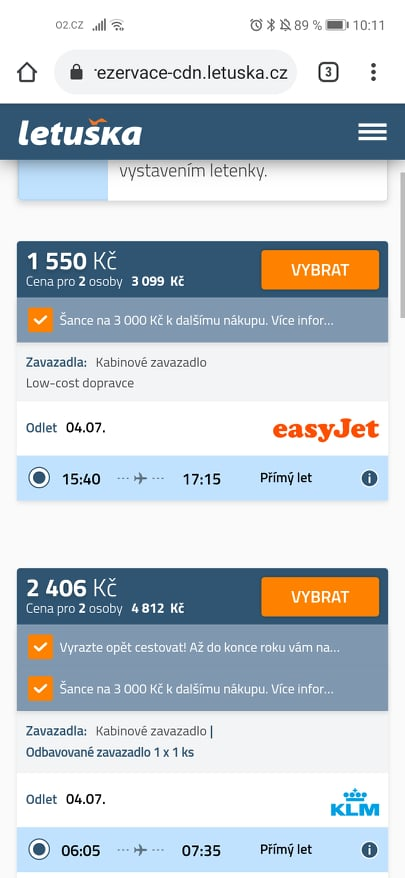 O2.CZ 89 % 10:11
rezervace-cdn.letuska.cz 3
letuška
vystavením letenky.
1 550 Kč
VYBRAT
Cena pro 2 osoby 3 099 Kč
Šance na 3 000 Kč k dalšímu nákupu. Více infor...
Zavazadla: Kabinové zavazadlo
Low-cost dopravce
Odlet 04.07. easyJet
15:40 17:15 Přímý let i
2 406 Kč
VYBRAT
Cena pro 2 osoby 4 812 Kč
Vyrazte opět cestovat! Až do konce roku vám na...
Šance na 3 000 Kč k dalšímu nákupu. Více infor...
Zavazadla: Kabinové zavazadlo |
Odbavované zavazadlo 1 x 1 ks
Odlet 04.07. KLM
06:05 07:35 Přímý let i